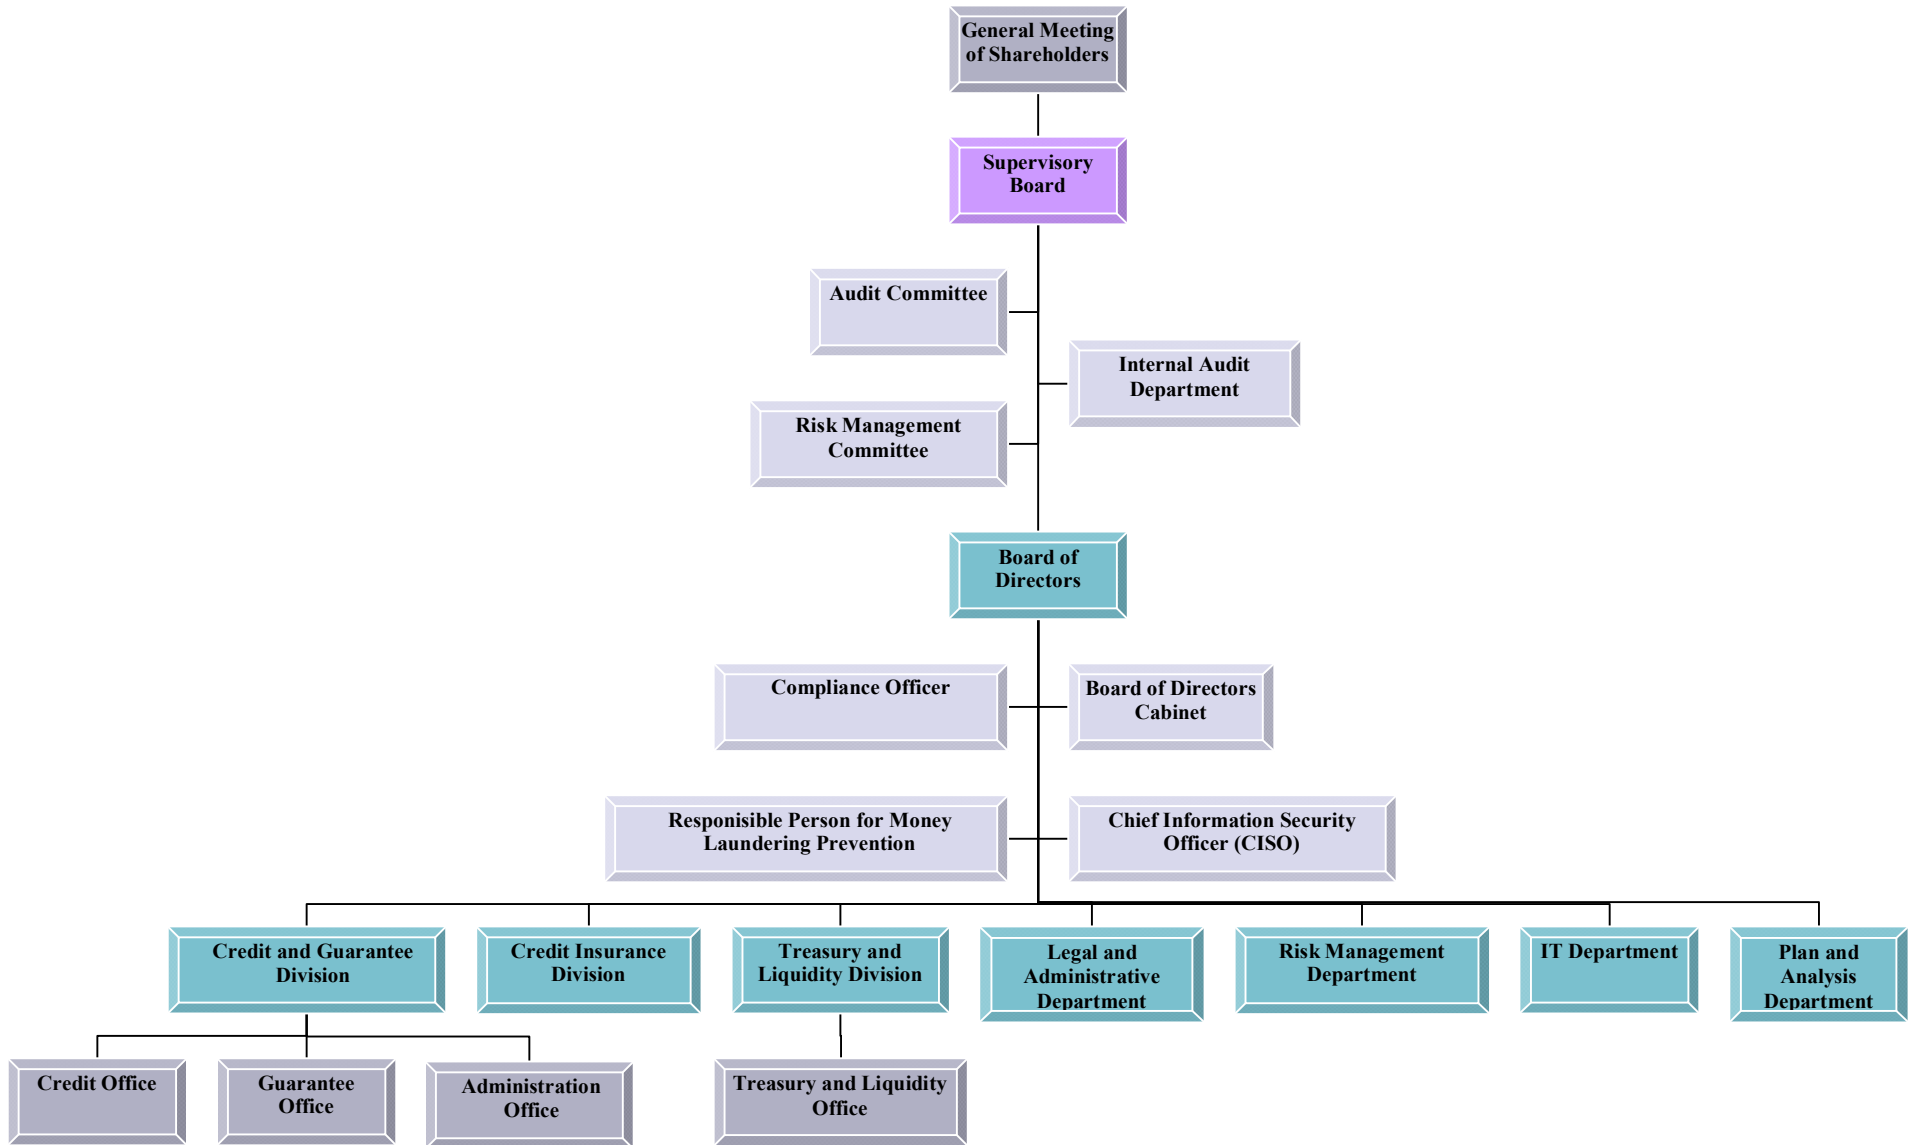 General Meeting
of Shareholders
Supervisory
Board
Audit Committee
Internal Audit
Department
Risk Management
Committee
Board of
Directors
Compliance Officer
Board of Directors
Cabinet
Responisible Person for Money
Laundering Prevention
Chief Information Security
Officer (CISO)
Credit and Guarantee
Division
Credit Insurance
Division
Treasury and
Liquidity Division
Legal and
Administrative
Department
Risk Management
Department
IT Department
Plan and
Analysis
Department
Credit Office
Guarantee
Office
Administration
Office
Treasury and Liquidity
Office